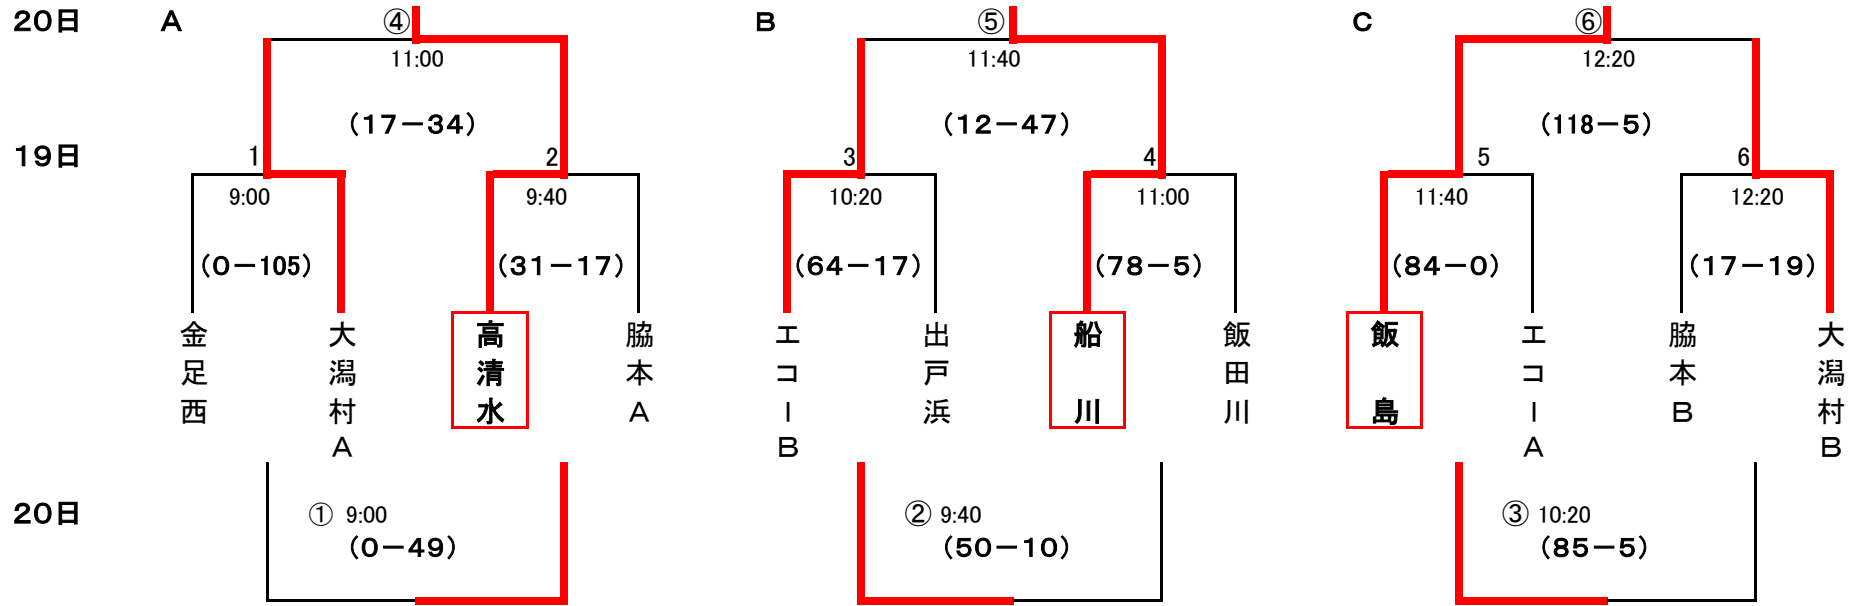 20日 A ④ B ⑤ C ⑥
11:00 11:40 12:20
(17－34) (12－47) (118－5)
19日 1 2 3 4 5 6
9:00 9:40 10:20 11:00 11:40 12:20
(0－105) (31－17) (64－17) (78－5) (84－0) (17－19)
金足西
大潟村A
高清水
脇本A
エコーB
出戸浜
船川
飯田川
飯島
エコーA
脇本B
大潟村B
20日 ① 9:00 ② 9:40 ③ 10:20
(0－49) (50－10) (85－5)